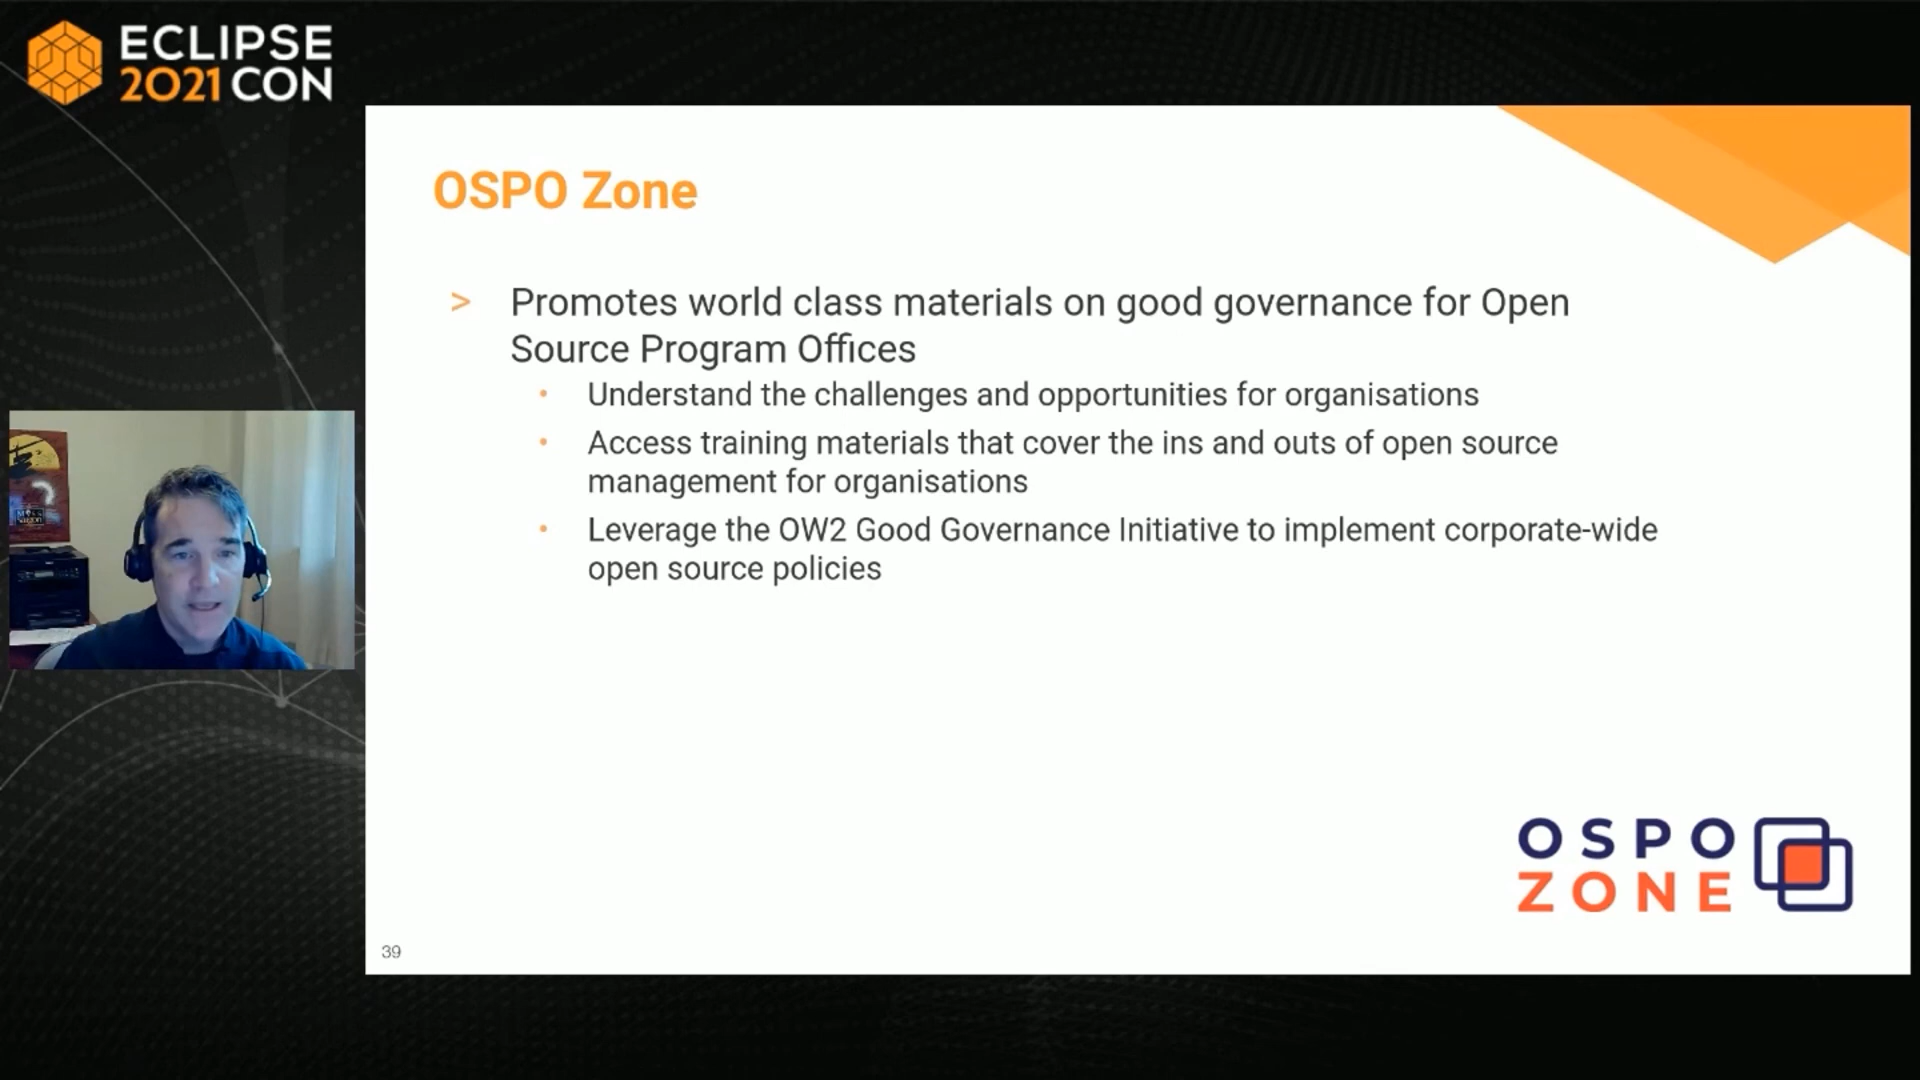 ECLIPSE
2021 CON
OSPO Zone
> Promotes world class materials on good governance for Open
Source Program Offices
• Understand the challenges and opportunities for organisations
• Access training materials that cover the ins and outs of open source
management for organisations
• Leverage the OW2 Good Governance Initiative to implement corporate-wide
open source policies
OSPO
ZONE
39